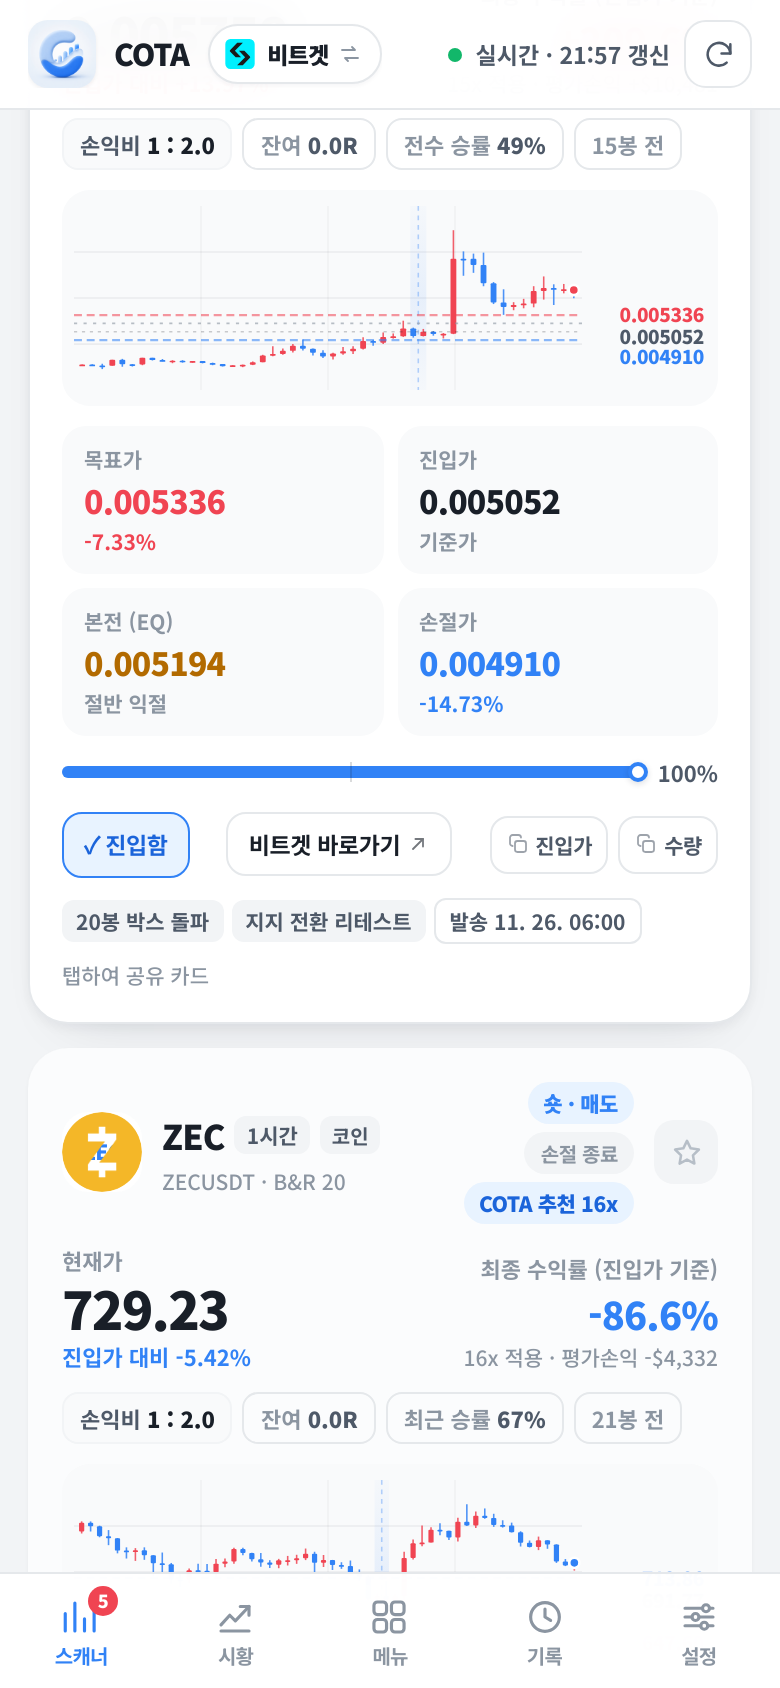 COTA 비트겟 실시간 · 21:57 갱신
손익비 1 : 2.0 잔여 0.0R 전수 승률 49% 15봉 전
0.005336
0.005052
0.004910
목표가 진입가
0.005336 0.005052
-7.33% 기준가
본전 (EQ) 손절가
0.005194 0.004910
절반 익절 -14.73%
100%
✓ 진입함 비트겟 바로가기 ↗ 진입가 수량
20봉 박스 돌파 지지 전환 리테스트 발송 11. 26. 06:00
탭하여 공유 카드
숏 · 매도
ZEC 1시간 코인 손절 종료
ZECUSDT · B&R 20
COTA 추천 16x
현재가 최종 수익률 (진입가 기준)
729.23 -86.6%
진입가 대비 -5.42% 16x 적용 · 평가손익 -$4,332
손익비 1 : 2.0 잔여 0.0R 최근 승률 67% 21봉 전
5
스캐너 시황 메뉴 기록 설정